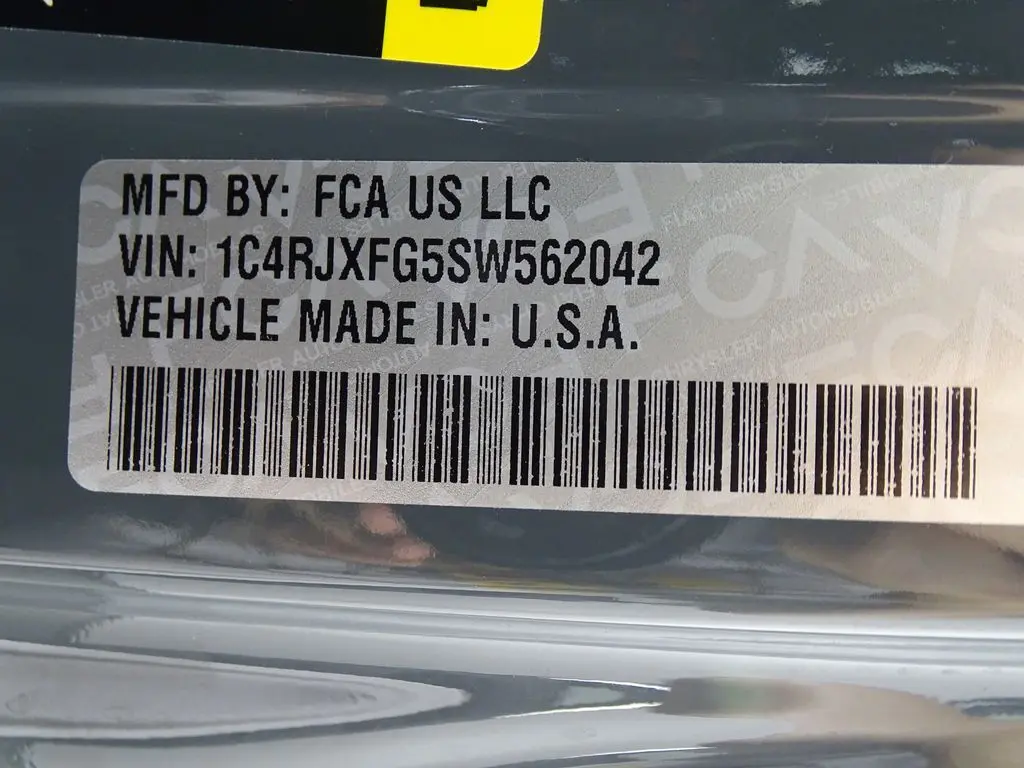 MFD BY: FCA US LLC
VIN: 1C4RJXFG5SW562042
VEHICLE MADE IN: U.S.A.